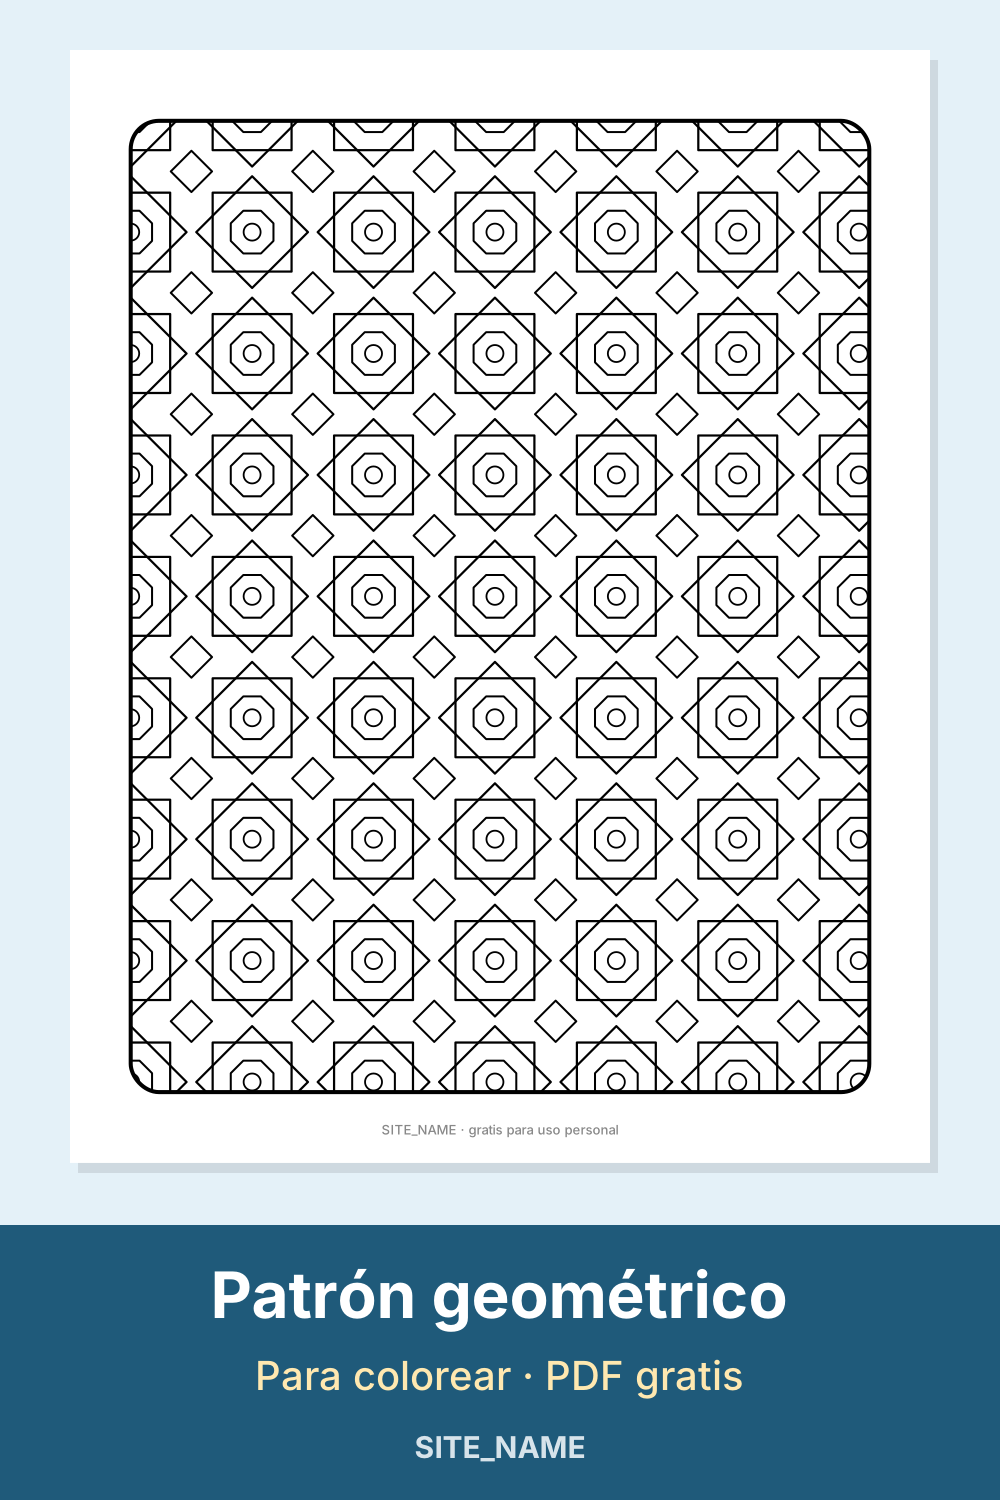 SITE_NAME · gratis para uso personal
Patrón geométrico
Para colorear · PDF gratis
SITE_NAME